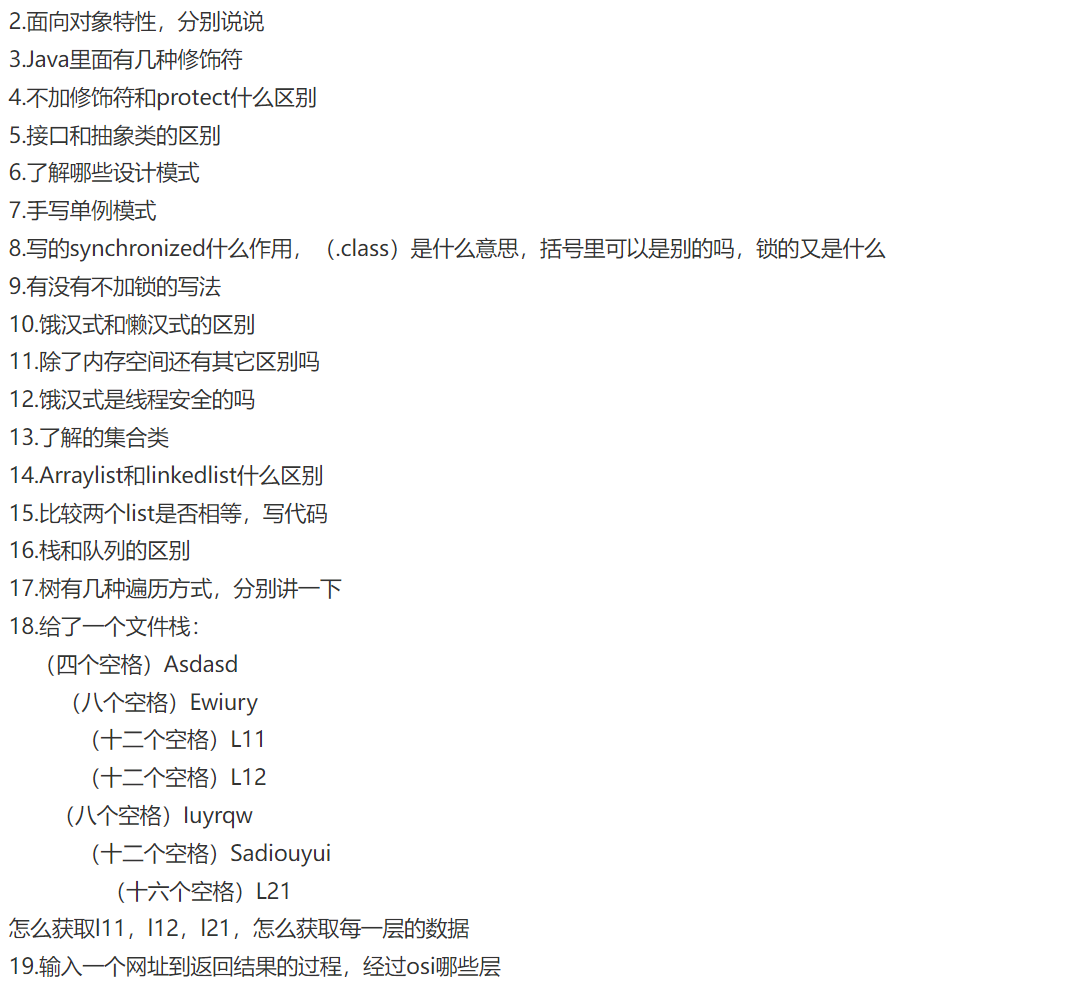 2.面向对象特性，分别说说
3.Java里面有几种修饰符
4.不加修饰符和protect什么区别
5.接口和抽象类的区别
6.了解哪些设计模式
7.手写单例模式
8.写的synchronized什么作用，（.class）是什么意思，括号里可以是别的吗，锁的又是什么
9.有没有不加锁的写法
10.饿汉式和懒汉式的区别
11.除了内存空间还有其它区别吗
12.饿汉式是线程安全的吗
13.了解的集合类
14.Arraylist和linkedlist什么区别
15.比较两个list是否相等，写代码
16.栈和队列的区别
17.树有几种遍历方式，分别讲一下
18.给了一个文件栈：
（四个空格）Asdasd
（八个空格）Ewiury
（十二个空格）L11
（十二个空格）L12
（八个空格）Iuyrqw
（十二个空格）Sadiouyui
（十六个空格）L21
怎么获取l11，l12，l21，怎么获取每一层的数据
19.输入一个网址到返回结果的过程，经过osi哪些层